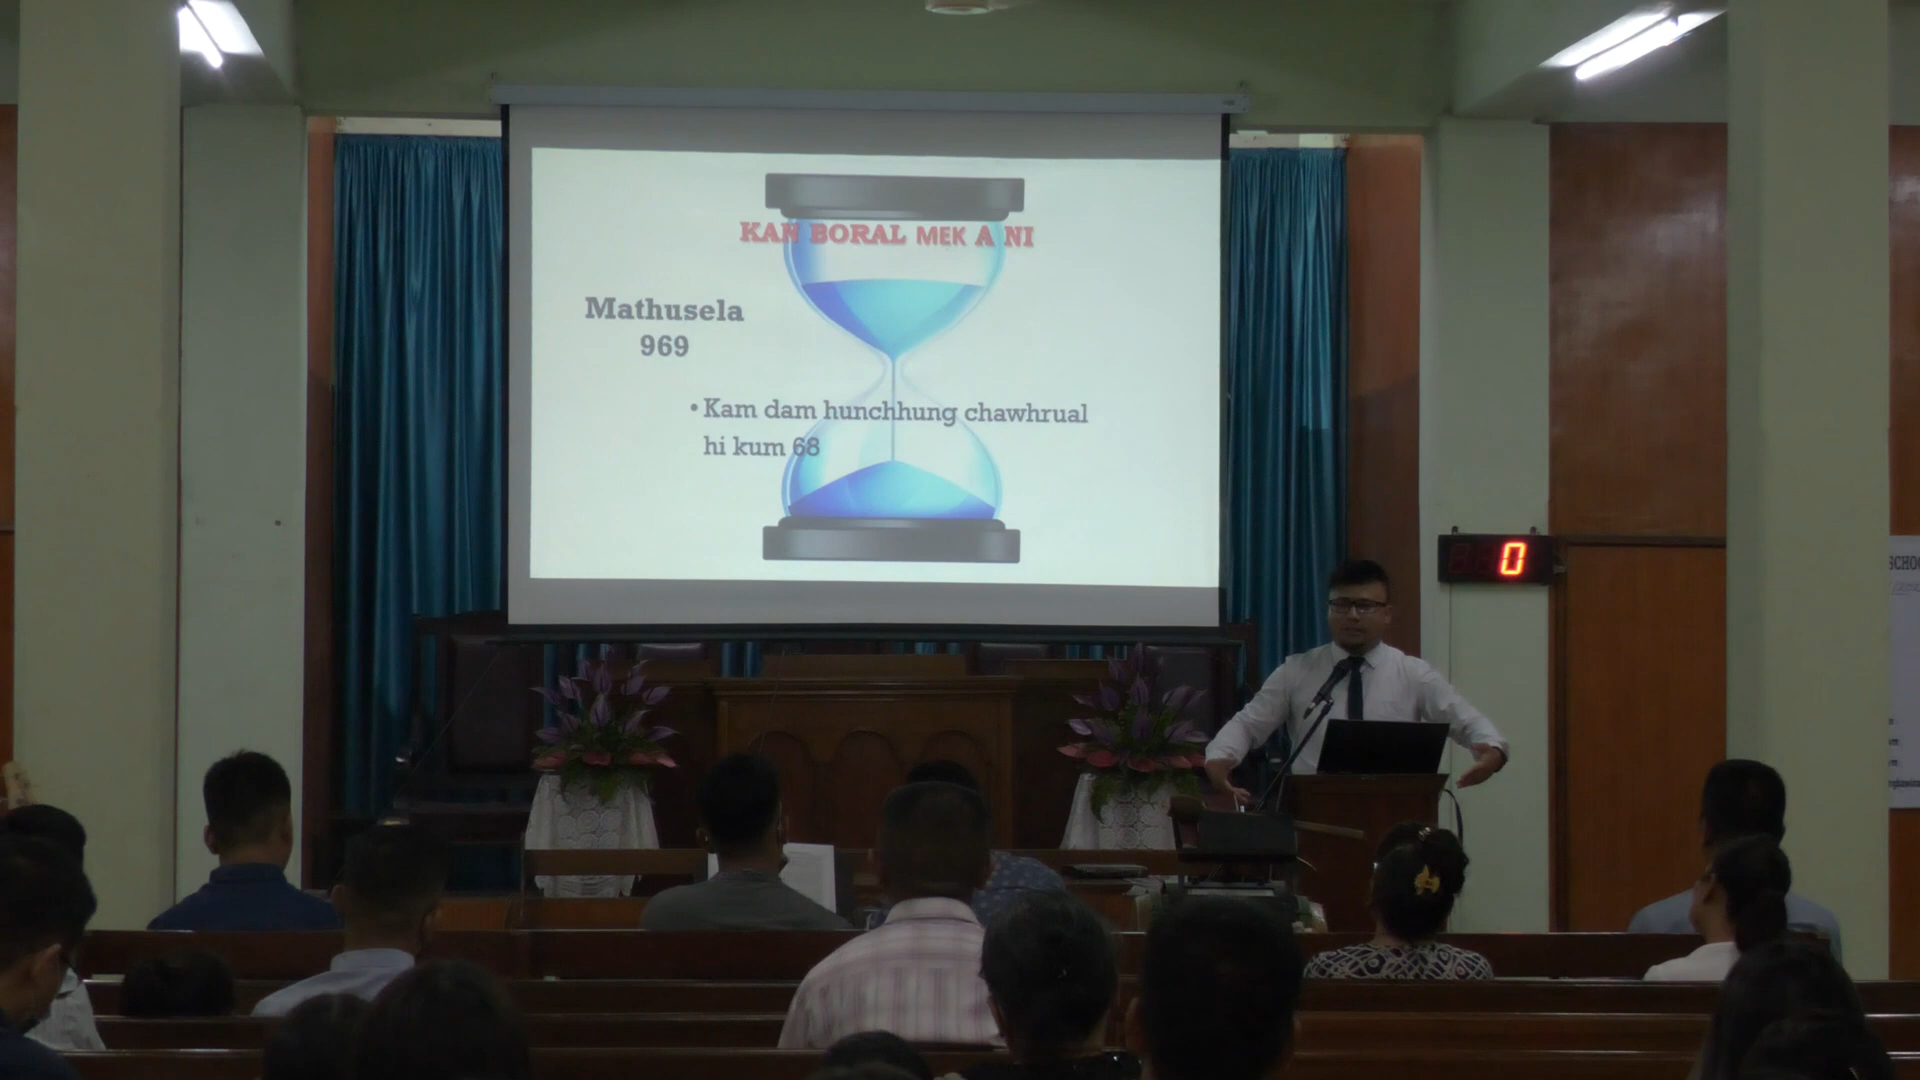 KAN BORAL MEK A NI
Mathusela
969
• Kam dam hunchhung chawhrual
hi kum 68
0